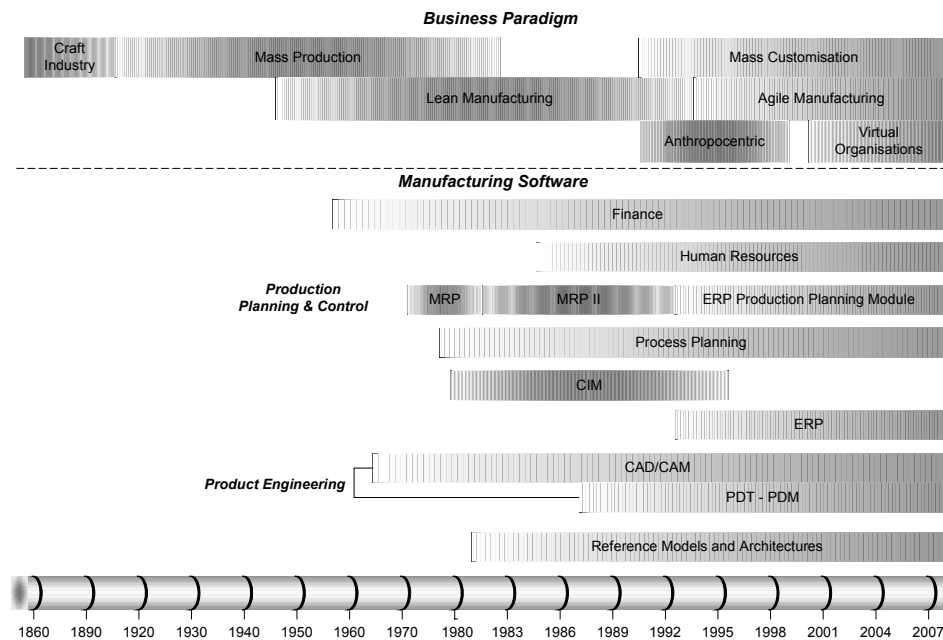 Business Paradigm
Craft
Industry
Mass Production
Mass Customisation
Lean Manufacturing
Agile Manufacturing
Anthropocentric
Virtual
Organisations
Manufacturing Software
Finance
Human Resources
Production
Planning & Control
MRP
MRP II
ERP Production Planning Module
Process Planning
CIM
ERP
Product Engineering
CAD/CAM
PDT - PDM
Reference Models and Architectures
1860 1890 1920 1930 1940 1950 1960 1970 1980 1983 1986 1989 1992 1995 1998 2001 2004